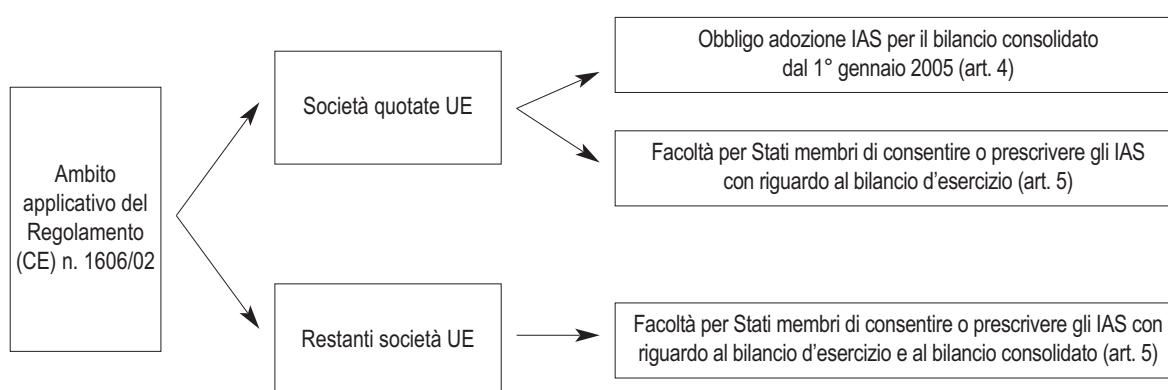 Ambito
applicativo del
Regolamento
(CE) n. 1606/02
Società quotate UE
Obbligo adozione IAS per il bilancio consolidato
dal 1° gennaio 2005 (art. 4)
Facoltà per Stati membri di consentire o prescrivere gli IAS
con riguardo al bilancio d'esercizio (art. 5)
Restanti società UE
Facoltà per Stati membri di consentire o prescrivere gli IAS con
riguardo al bilancio d'esercizio e al bilancio consolidato (art. 5)